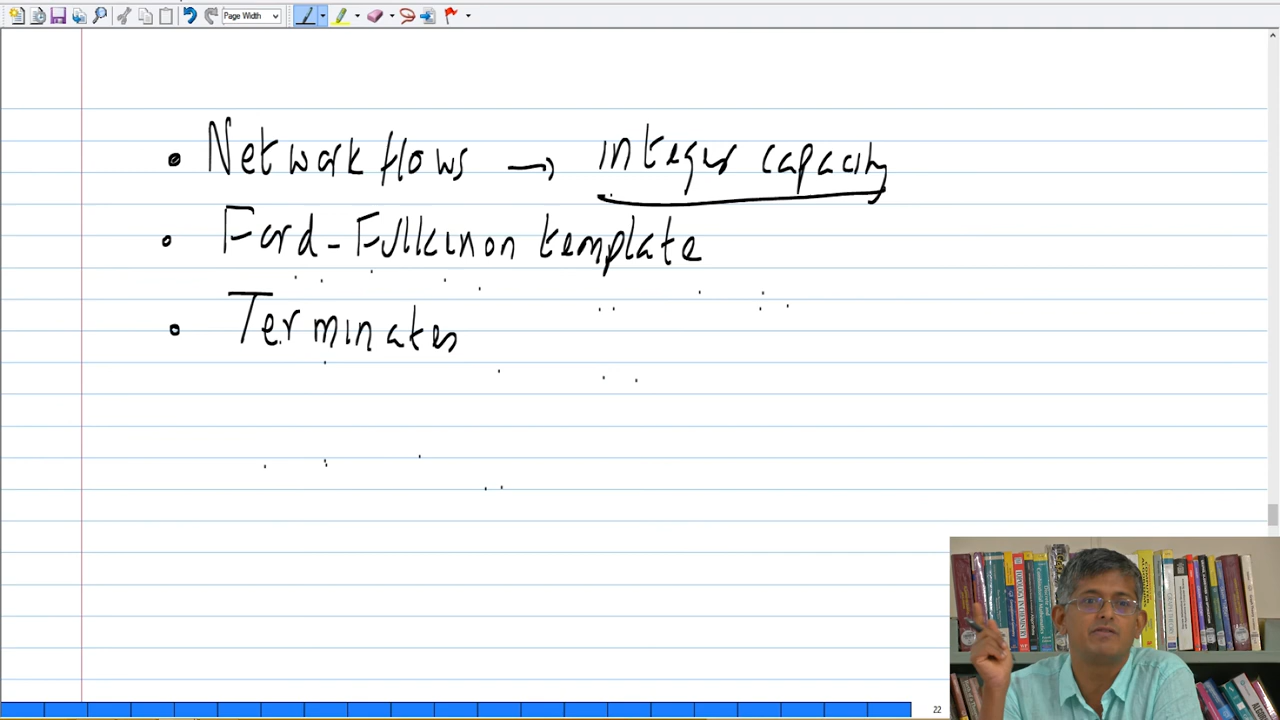 Page Width
• Network flows → integer capacity
• Ford-Fulkerson template
• Terminates
22